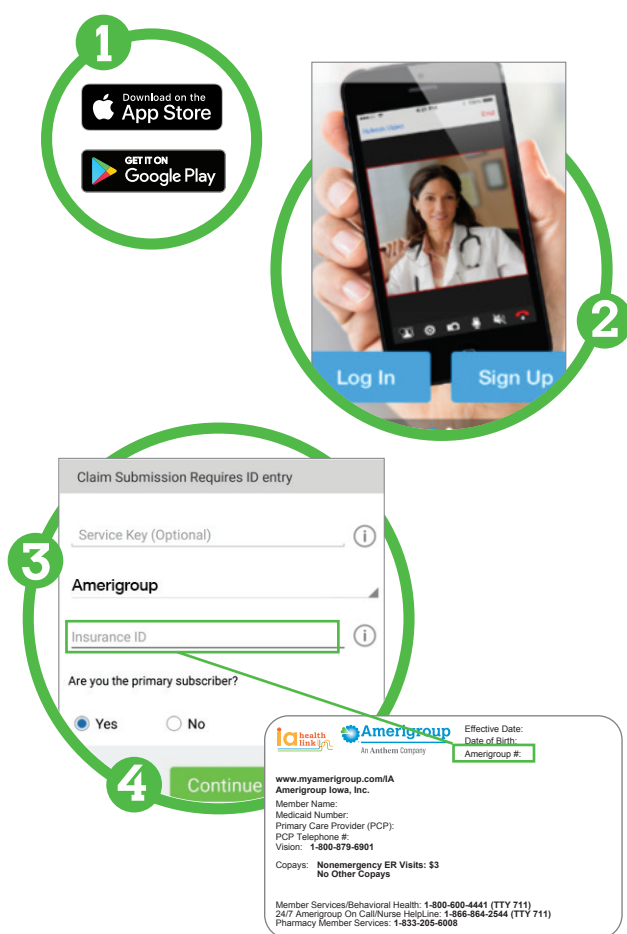 1
Download on the
App Store
GET IT ON
Google Play
4:21 PM
100%
End
2
Log In
Sign Up
Claim Submission Requires ID entry
Service Key (Optional)
i
3
Amerigroup
Insurance ID
i
Are you the primary subscriber?
Yes
No
4
Continue
ia health link
Amerigroup
An Anthem Company
Effective Date:
Date of Birth:
Amerigroup #:
www.myamerigroup.com/IA
Amerigroup Iowa, Inc.
Member Name:
Medicaid Number:
Primary Care Provider (PCP):
PCP Telephone #:
Vision: 1-800-879-6901
Copays: Nonemergency ER Visits: $3
No Other Copays
Member Services/Behavioral Health: 1-800-600-4441 (TTY 711)
24/7 Amerigroup On Call/Nurse HelpLine: 1-866-864-2544 (TTY 711)
Pharmacy Member Services: 1-833-205-6008